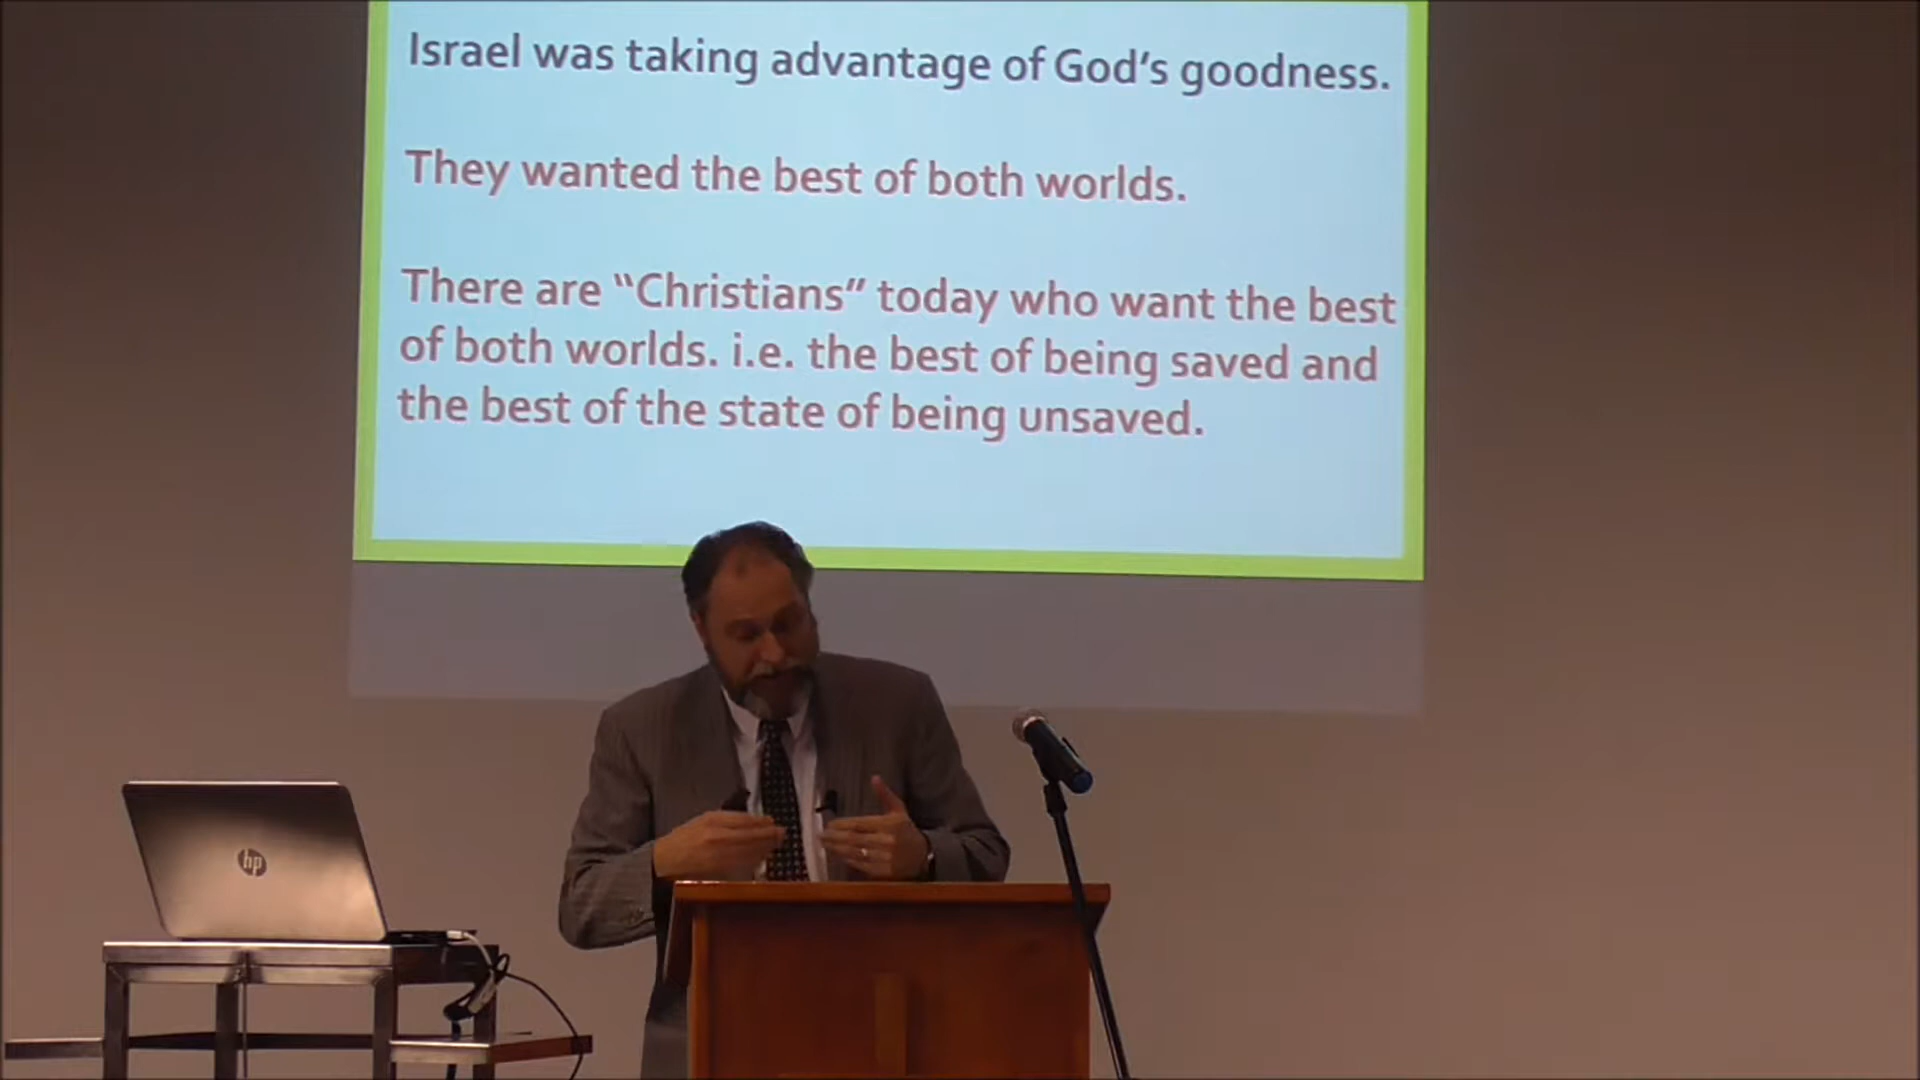 Israel was taking advantage of God's goodness.
They wanted the best of both worlds.
There are “Christians” today who want the best
of both worlds. i.e. the best of being saved and
the best of the state of being unsaved.
hp